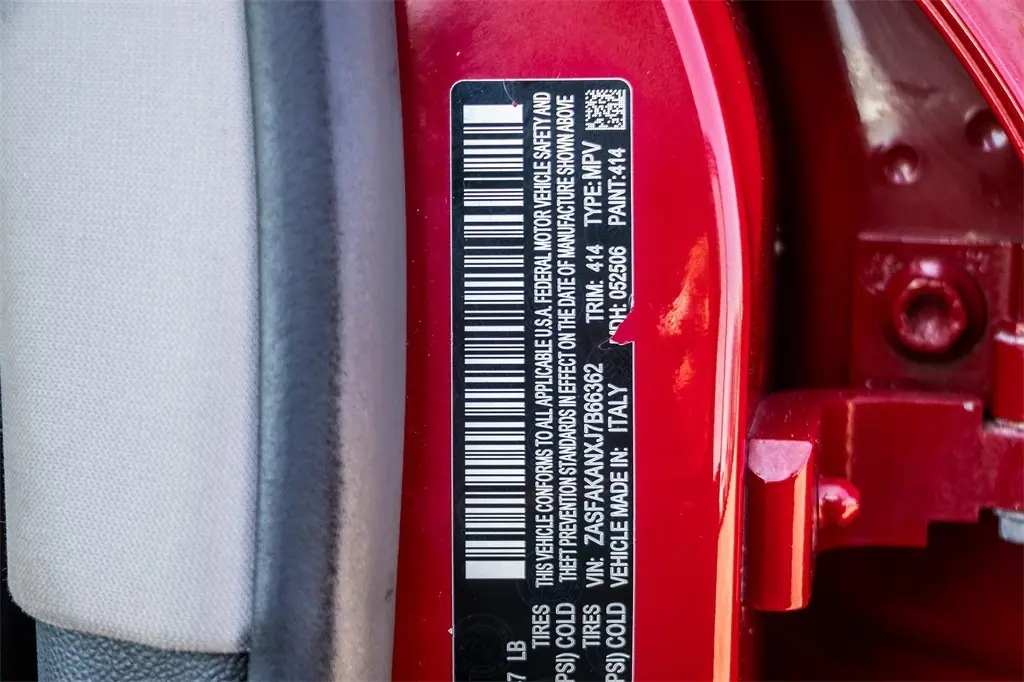 THIS VEHICLE CONFORMS TO ALL APPLICABLE U.S.A. FEDERAL MOTOR VEHICLE SAFETY AND
THEFT PREVENTION STANDARDS IN EFFECT ON THE DATE OF MANUFACTURE SHOWN ABOVE
VIN: ZASFAKANXJ7B66362 TRIM: 414 TYPE: MPV
VEHICLE MADE IN: ITALY MDH: 052506 PAINT: 414
LB
TIRES
PSI) COLD
TIRES
PSI) COLD